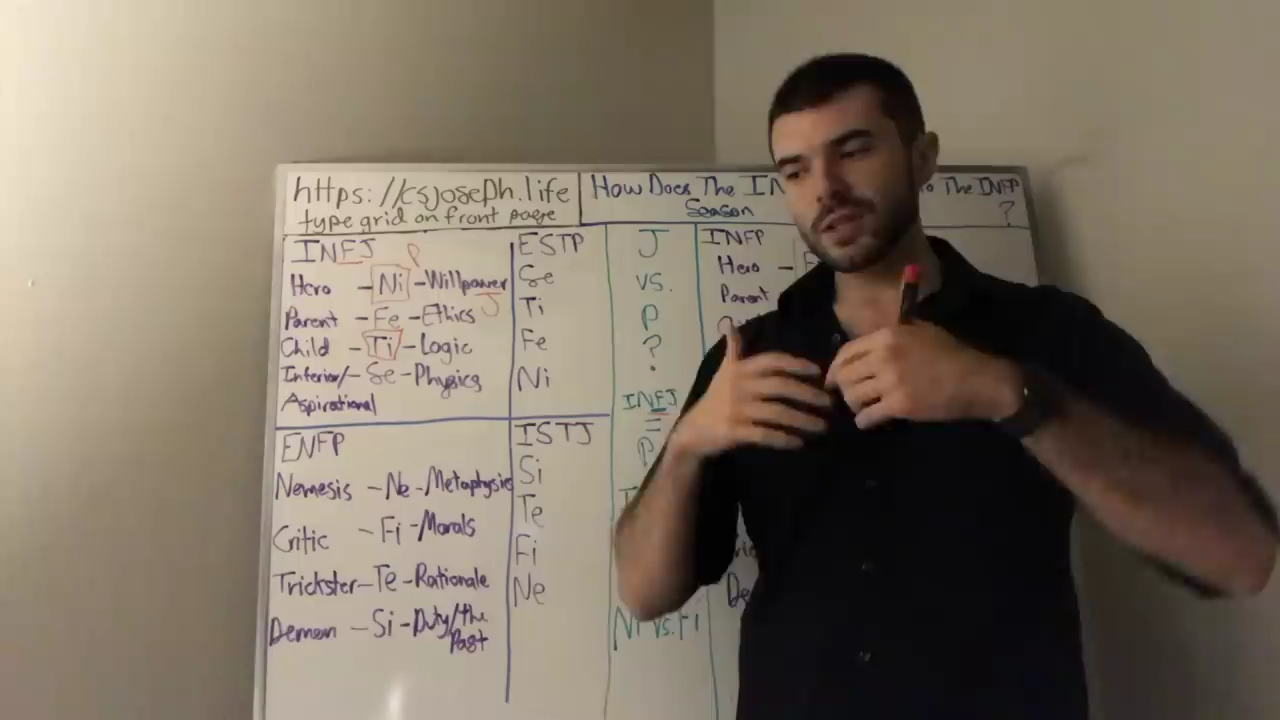 https://csjoseph.life
type grid on front page
How Does The IN To The INFP
Season ?
INFJ P
Hero - Ni - Willpower
J
Parent - Fe - Ethics
Child - Ti - Logic
Inferior/ - Se - Physics
Aspirational
ESTP
Se
Ti
Fe
Ni
ENFP
Nemesis - Ne - Metaphysic
Critic - Fi - Morals
Trickster - Te - Rationale
Demon - Si - Duty/the
Past
ISTJ
Si
Te
Fi
Ne
J
vs.
P
?
INFJ
=
P
Ni vs. Fi
INFP
Hero -
Parent
De